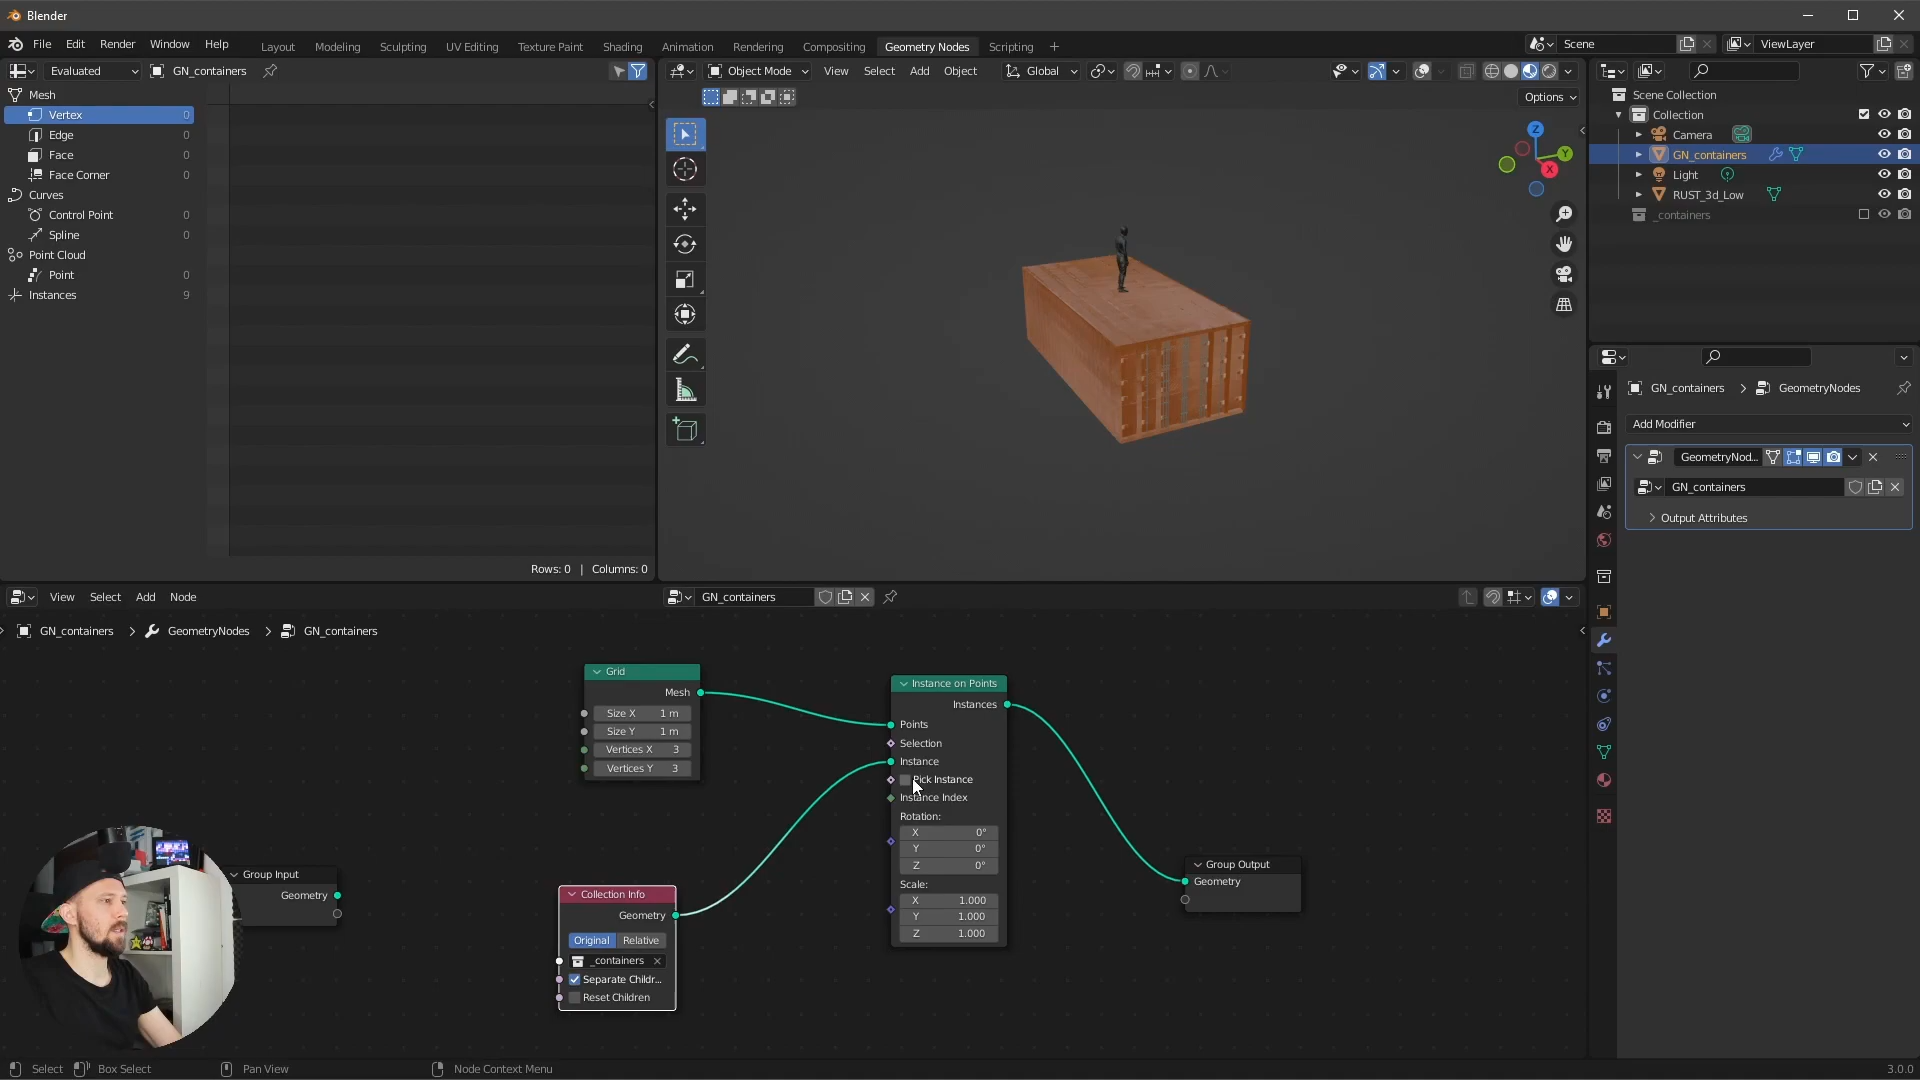 Blender
File Edit Render Window Help
Layout Modeling Sculpting UV Editing Texture Paint Shading Animation Rendering Compositing Geometry Nodes Scripting +
Scene
ViewLayer
Evaluated
GN_containers
Object Mode
View Select Add Object
Global
Options
Mesh
Vertex 0
Edge 0
Face 0
Face Corner 0
Curves
Control Point 0
Spline 0
Point Cloud
Point 0
Instances 9
Rows: 0 | Columns: 0
Z
Y
X
Scene Collection
Collection
Camera
GN_containers
Light
RUST_3d_Low
_containers
GN_containers > GeometryNodes
Add Modifier
GeometryNod...
GN_containers
Output Attributes
View Select Add Node
GN_containers
GN_containers > GeometryNodes > GN_containers
Grid
Mesh
Size X 1 m
Size Y 1 m
Vertices X 3
Vertices Y 3
Instance on Points
Instances
Points
Selection
Instance
Pick Instance
Instance Index
Rotation:
X 0°
Y 0°
Z 0°
Scale:
X 1.000
Y 1.000
Z 1.000
Group Input
Geometry
Collection Info
Geometry
Original Relative
_containers
Separate Childr...
Reset Children
Group Output
Geometry
Select
Box Select
Pan View
Node Context Menu
3.0.0